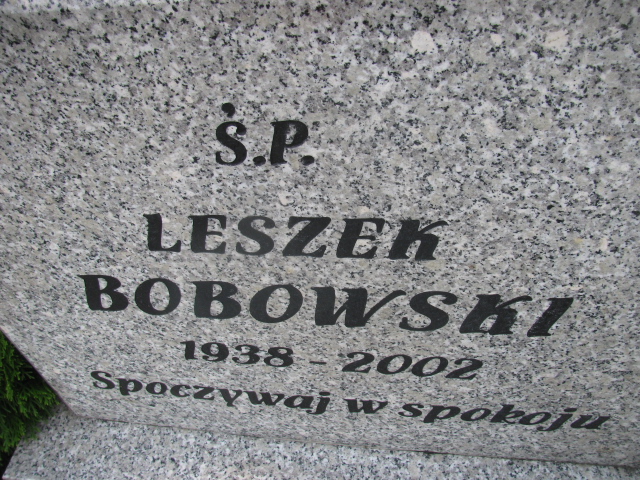 Ś.P.
LESZEK
BOBOWSKI
1938 - 2002
Spoczywaj w spokoju